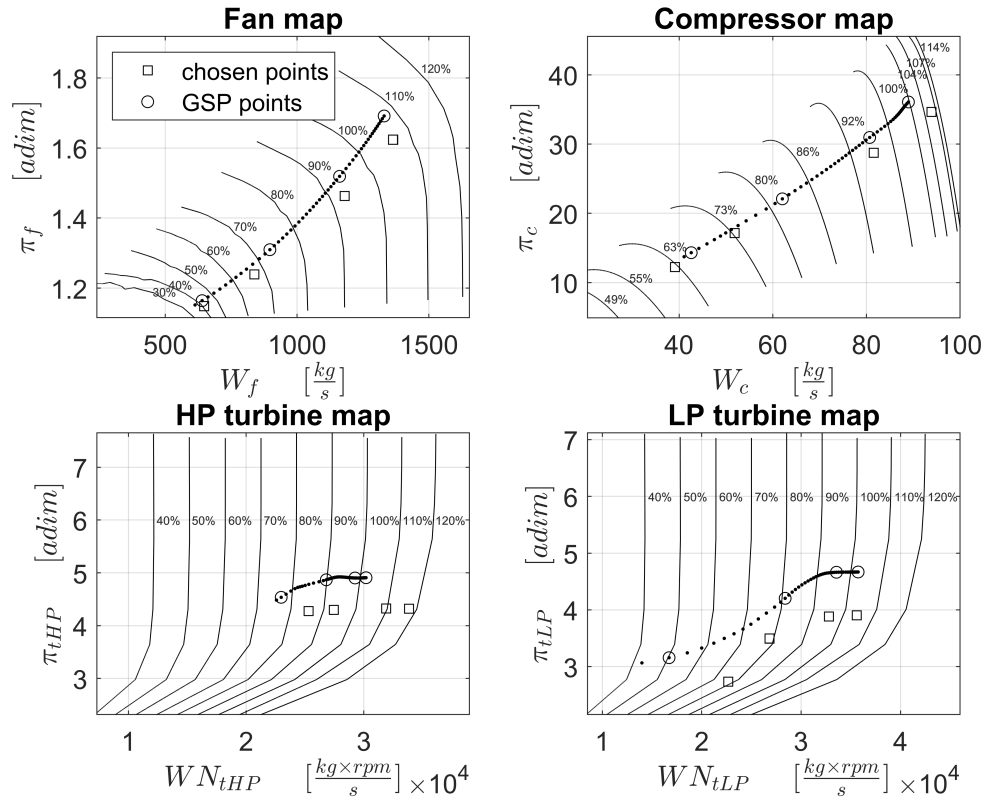 Fan map
1.8
1.6
1.4
1.2
π_f [adim]
chosen points
GSP points
120%
110%
100%
90%
80%
70%
60%
50%
40%
30%
500 1000 1500
W_f [kg/s]
Compressor map
40
30
20
10
π_c [adim]
114%
107%
104%
100%
92%
86%
80%
73%
63%
55%
49%
40 60 80 100
W_c [kg/s]
HP turbine map
7
6
5
4
3
π_tHP [adim]
40% 50% 60% 70% 80% 90% 100% 110% 120%
1 2 3
WN_tHP [kg×rpm/s] ×10^4
LP turbine map
7
6
5
4
3
π_tLP [adim]
40% 50% 60% 70% 80% 90% 100% 110% 120%
1 2 3 4
WN_tLP [kg×rpm/s] ×10^4